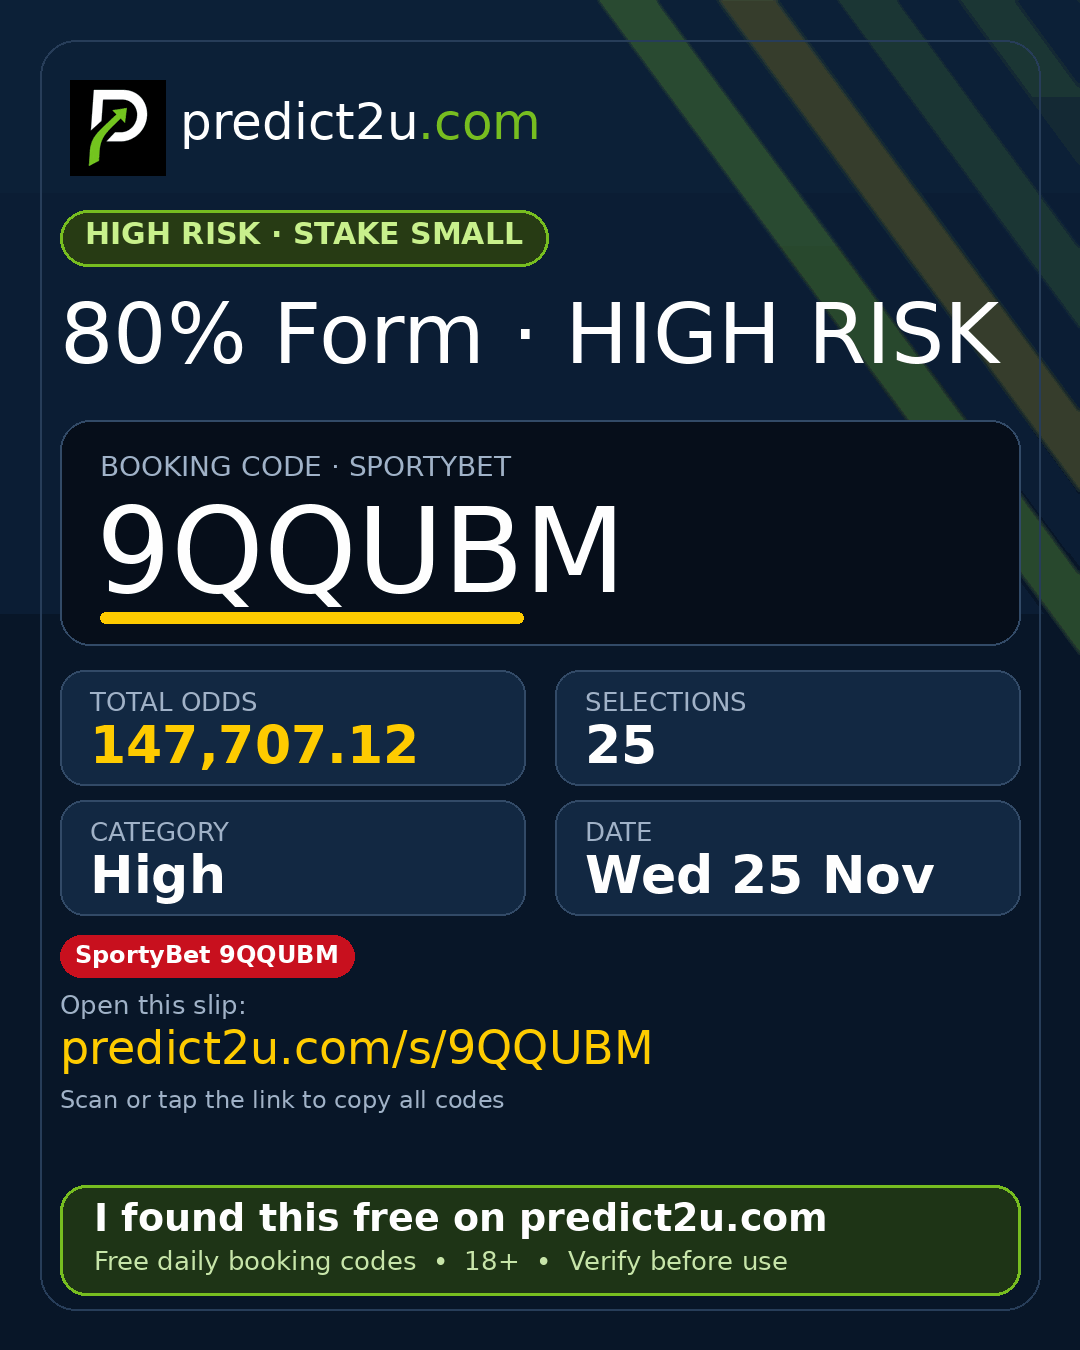 predict2u.com
HIGH RISK · STAKE SMALL
80% Form · HIGH RISK
BOOKING CODE · SPORTYBET
9QQUBM
TOTAL ODDS
147,707.12
SELECTIONS
25
CATEGORY
High
DATE
Wed 25 Nov
SportyBet 9QQUBM
Open this slip:
predict2u.com/s/9QQUBM
Scan or tap the link to copy all codes
I found this free on predict2u.com
Free daily booking codes • 18+ • Verify before use